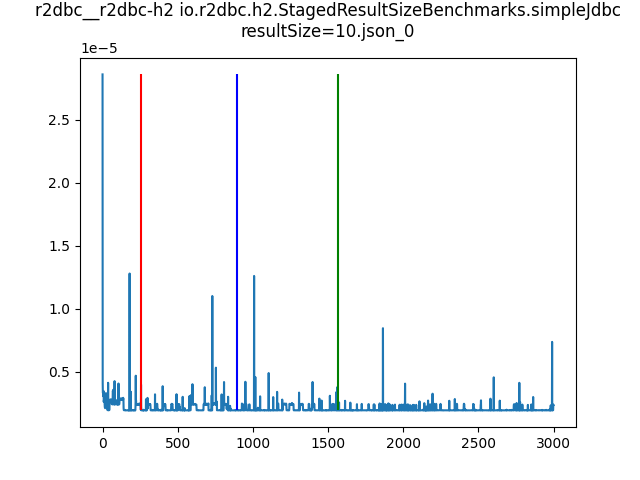 r2dbc__r2dbc-h2 io.r2dbc.h2.StagedResultSizeBenchmarks.simpleJdbc
resultSize=10.json_0
1e−5
2.5
2.0
1.5
1.0
0.5
0 500 1000 1500 2000 2500 3000